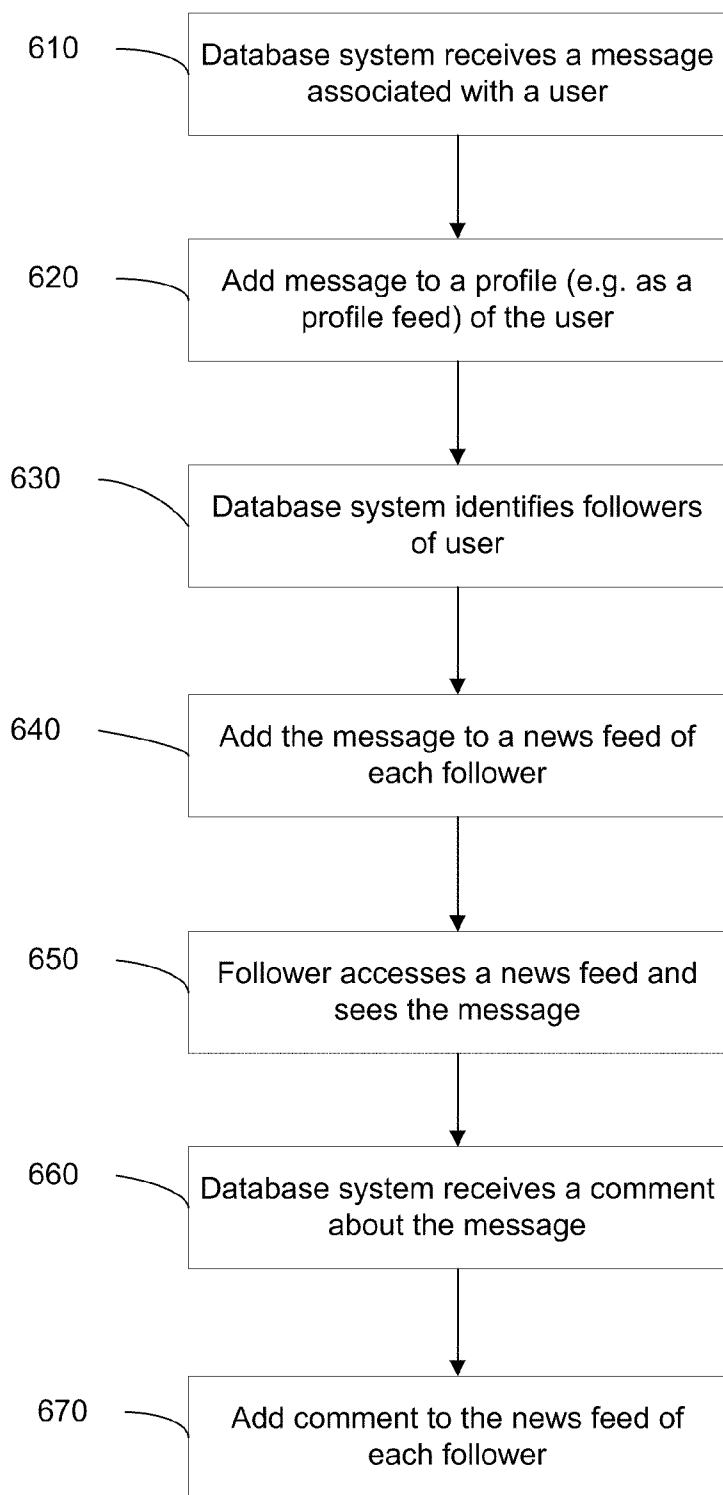 610
Database system receives a message
associated with a user
620
Add message to a profile (e.g. as a
profile feed) of the user
630
Database system identifies followers
of user
640
Add the message to a news feed of
each follower
650
Follower accesses a news feed and
sees the message
660
Database system receives a comment
about the message
670
Add comment to the news feed of
each follower